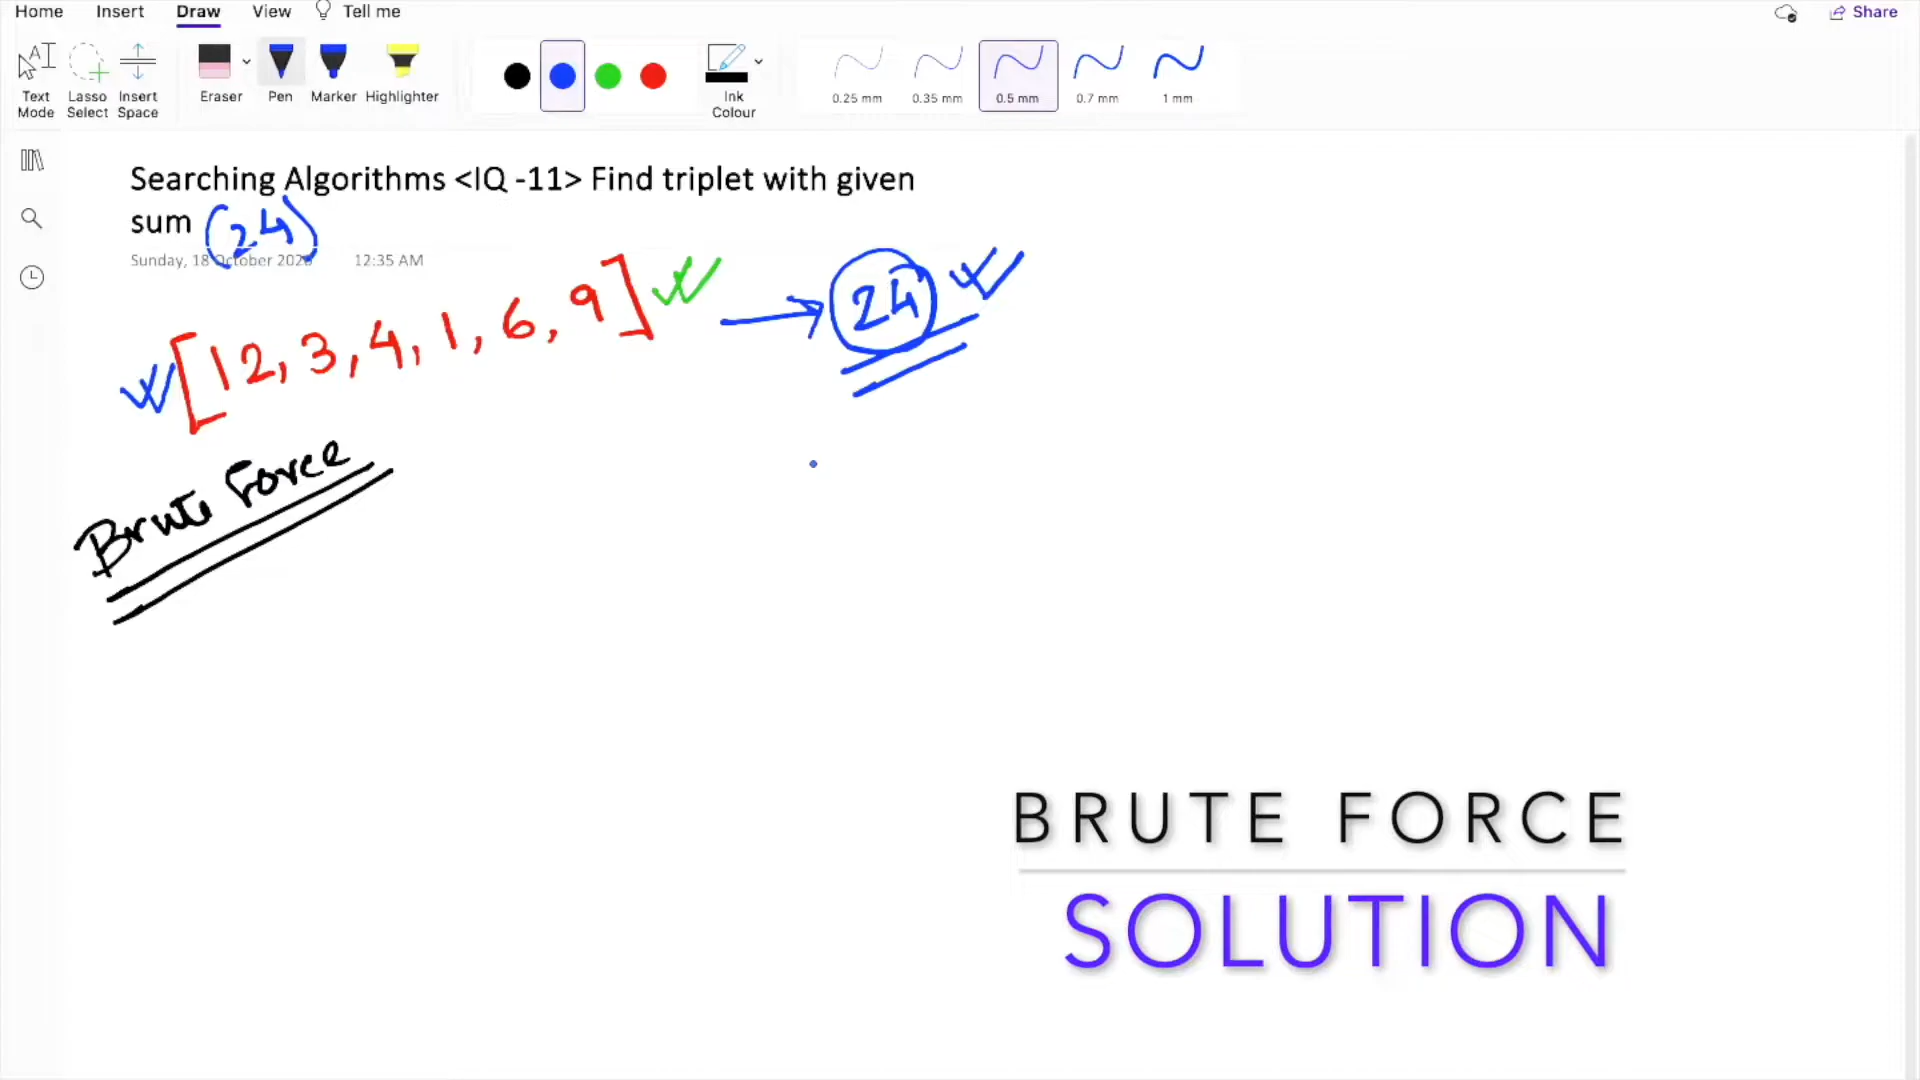 Home Insert Draw View Tell me Share
Text Mode Lasso Select Insert Space Eraser Pen Marker Highlighter Ink Colour 0.25 mm 0.35 mm 0.5 mm 0.7 mm 1 mm
Searching Algorithms <IQ -11> Find triplet with given
sum (24)
Sunday, 18 October 2020 12:35 AM
[12, 3, 4, 1, 6, 9] → 24
Brute Force
BRUTE FORCE
SOLUTION